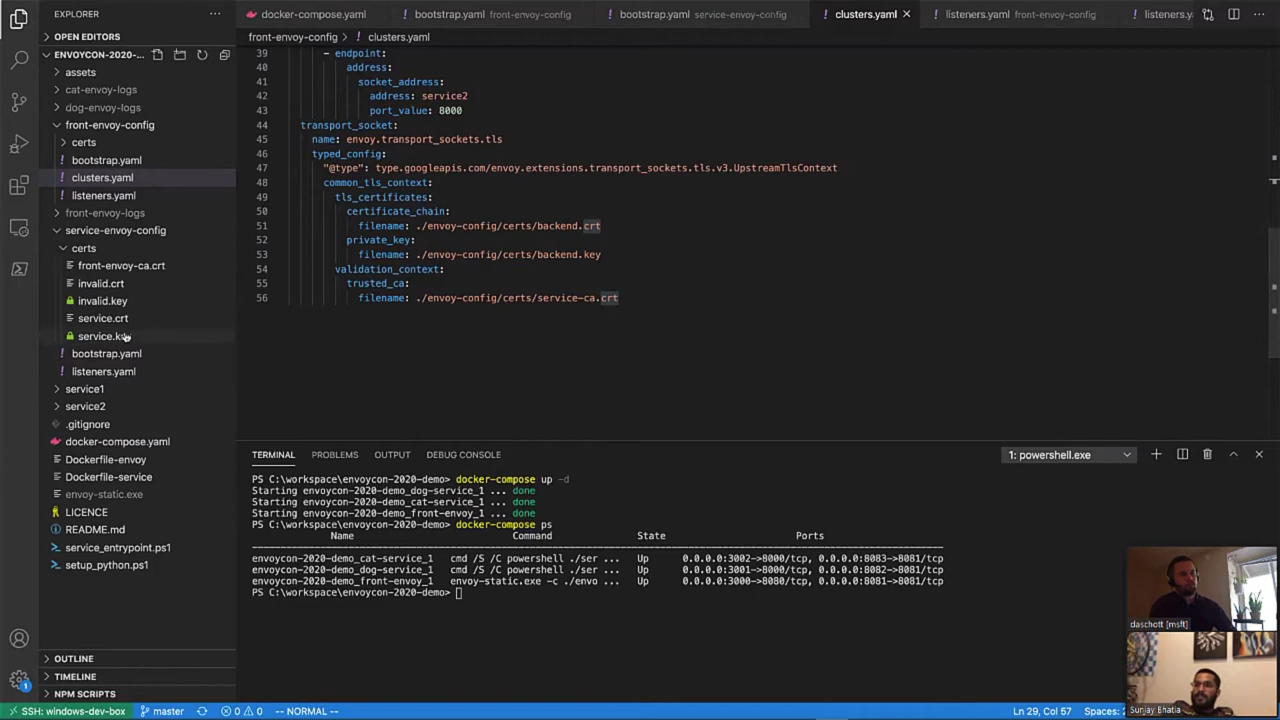 EXPLORER
OPEN EDITORS
ENVOYCON-2020-...
assets
cat-envoy-logs
dog-envoy-logs
front-envoy-config
certs
bootstrap.yaml
clusters.yaml
listeners.yaml
front-envoy-logs
service-envoy-config
certs
front-envoy-ca.crt
invalid.crt
invalid.key
service.crt
service.key
bootstrap.yaml
listeners.yaml
service1
service2
.gitignore
docker-compose.yaml
Dockerfile-envoy
Dockerfile-service
envoy-static.exe
LICENCE
README.md
service_entrypoint.ps1
setup_python.ps1
OUTLINE
TIMELINE
NPM SCRIPTS
docker-compose.yaml bootstrap.yaml front-envoy-config bootstrap.yaml service-envoy-config clusters.yaml listeners.yaml front-envoy-config listeners.y
front-envoy-config > clusters.yaml
39 - endpoint:
40 address:
41 socket_address:
42 address: service2
43 port_value: 8000
44 transport_socket:
45 name: envoy.transport_sockets.tls
46 typed_config:
47 "@type": type.googleapis.com/envoy.extensions.transport_sockets.tls.v3.UpstreamTlsContext
48 common_tls_context:
49 tls_certificates:
50 certificate_chain:
51 filename: ./envoy-config/certs/backend.crt
52 private_key:
53 filename: ./envoy-config/certs/backend.key
54 validation_context:
55 trusted_ca:
56 filename: ./envoy-config/certs/service-ca.crt
TERMINAL PROBLEMS OUTPUT DEBUG CONSOLE 1: powershell.exe
PS C:\workspace\envoycon-2020-demo> docker-compose up -d
Starting envoycon-2020-demo_dog-service_1 ... done
Starting envoycon-2020-demo_cat-service_1 ... done
Starting envoycon-2020-demo_front-envoy_1 ... done
PS C:\workspace\envoycon-2020-demo> docker-compose ps
Name Command State Ports
envoycon-2020-demo_cat-service_1 cmd /S /C powershell ./ser ... Up 0.0.0.0:3002->8000/tcp, 0.0.0.0:8083->8081/tcp
envoycon-2020-demo_dog-service_1 cmd /S /C powershell ./ser ... Up 0.0.0.0:3001->8000/tcp, 0.0.0.0:8082->8081/tcp
envoycon-2020-demo_front-envoy_1 envoy-static.exe -c ./envo ... Up 0.0.0.0:3000->8080/tcp, 0.0.0.0:8081->8081/tcp
PS C:\workspace\envoycon-2020-demo>
daschott [msft]
Sunjay Bhatia
1
SSH: windows-dev-box master 0 0 -- NORMAL -- Ln 29, Col 57 Spaces: